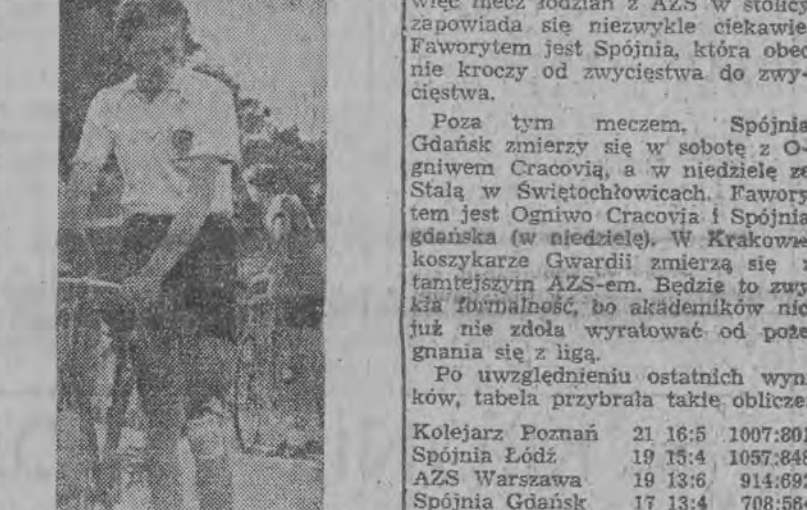 więc mecz łodzian z AZS w stolicy
zapowiada się niezwykle ciekawie
Faworytem jest Spójnia, która obec
nie kroczy od zwycięstwa do zwy-
cięstwa.
Poza tym meczem, Spójnia
Gdańsk zmierzy się w sobotę z O-
gniwem Cracovią, a w niedzielę ze
Stalą w Świętochłowicach. Fawory
tem jest Ogniwo Cracovia i Spójnia
gdańska (w niedzielę). W Krakowie
koszykarze Gwardii zmierzą się
tamtejszym AZS-em. Będzie to zwy
kła formalność, bo akademików nic
już nie zdoła wyratować od poże
gnania się z ligą.
Po uwzględnieniu ostatnich wyni
ków, tabela przybrała takie oblicze
Kolejarz Poznań 21 16:5 1007:801
Spójnia Łódź 19 15:4 1057:848
AZS Warszawa 19 13:6 914:692
Spójnia Gdańsk 17 13:4 708:564